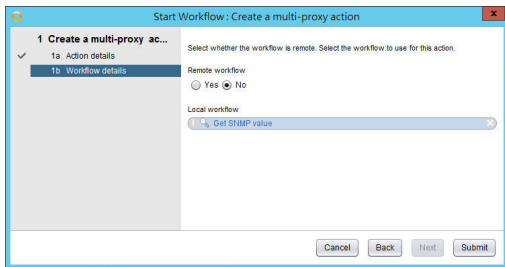 Start Workflow : Create a multi-proxy action
x
1 Create a multi-proxy ac...
1a Action details
1b Workflow details
Select whether the workflow is remote. Select the workflow to use for this action.
Remote workflow
Yes No
Local workflow
Get SNMP value
Cancel Back Next Submit